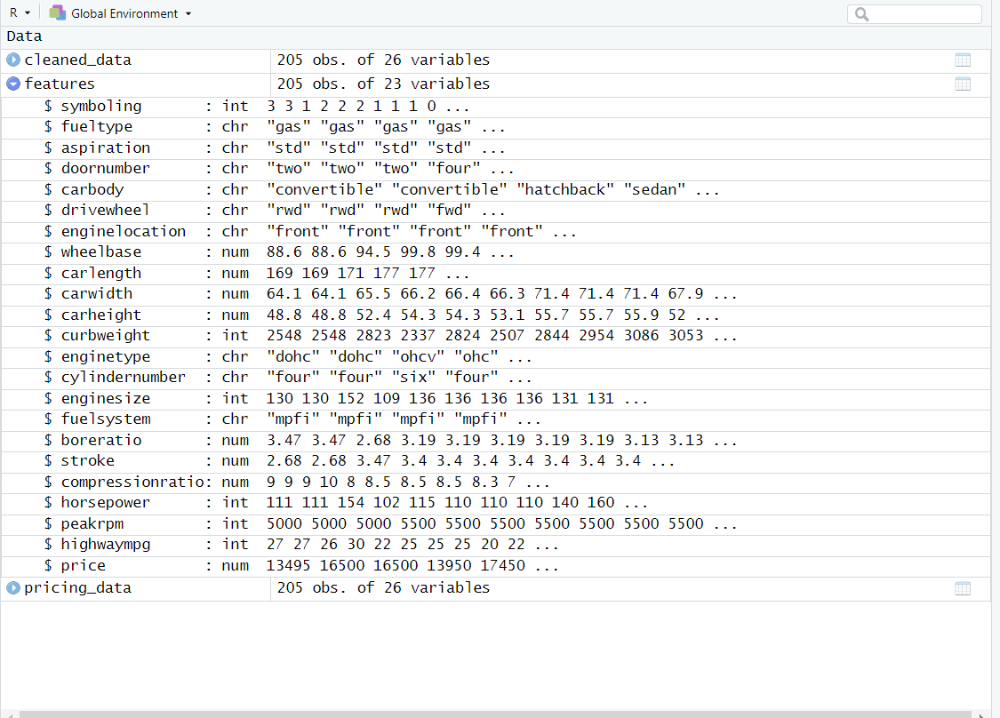 R Global Environment
Data
cleaned_data 205 obs. of 26 variables
features 205 obs. of 23 variables
$ symboling : int 3 3 1 2 2 2 1 1 1 0 ...
$ fueltype : chr "gas" "gas" "gas" "gas" ...
$ aspiration : chr "std" "std" "std" "std" ...
$ doornumber : chr "two" "two" "two" "four" ...
$ carbody : chr "convertible" "convertible" "hatchback" "sedan" ...
$ drivewheel : chr "rwd" "rwd" "rwd" "fwd" ...
$ enginelocation : chr "front" "front" "front" "front" ...
$ wheelbase : num 88.6 88.6 94.5 99.8 99.4 ...
$ carlength : num 169 169 171 177 177 ...
$ carwidth : num 64.1 64.1 65.5 66.2 66.4 66.3 71.4 71.4 71.4 67.9 ...
$ carheight : num 48.8 48.8 52.4 54.3 54.3 53.1 55.7 55.7 55.9 52 ...
$ curbweight : int 2548 2548 2823 2337 2824 2507 2844 2954 3086 3053 ...
$ enginetype : chr "dohc" "dohc" "ohcv" "ohc" ...
$ cylindernumber : chr "four" "four" "six" "four" ...
$ enginesize : int 130 130 152 109 136 136 136 136 131 131 ...
$ fuelsystem : chr "mpfi" "mpfi" "mpfi" "mpfi" ...
$ boreratio : num 3.47 3.47 2.68 3.19 3.19 3.19 3.19 3.19 3.13 3.13 ...
$ stroke : num 2.68 2.68 3.47 3.4 3.4 3.4 3.4 3.4 3.4 3.4 ...
$ compressionratio: num 9 9 9 10 8 8.5 8.5 8.5 8.3 7 ...
$ horsepower : int 111 111 154 102 115 110 110 110 140 160 ...
$ peakrpm : int 5000 5000 5000 5500 5500 5500 5500 5500 5500 5500 ...
$ highwaympg : int 27 27 26 30 22 25 25 25 20 22 ...
$ price : num 13495 16500 16500 13950 17450 ...
pricing_data 205 obs. of 26 variables